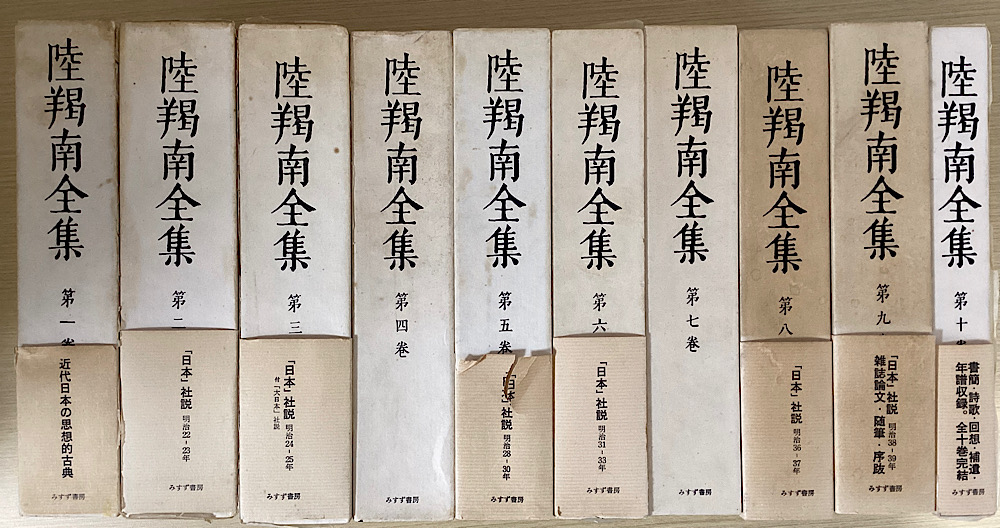 陸羯南全集
第一巻
近代日本の思想的古典
陸羯南全集
第二
「日本」社説 明治22-23年
みすず書房
陸羯南全集
第三
「日本」社説 明治24-25年
付「大日本」社説
みすず書房
陸羯南全集
第四巻
みすず書房
陸羯南全集
第五巻
「日本」社説 明治28-30年
みすず書房
陸羯南全集
第六
「日本」社説 明治31-33年
みすず書房
陸羯南全集
第七巻
みすず書房
陸羯南全集
第八
「日本」社説 明治36-37年
みすず書房
陸羯南全集
第九
「日本」社説 明治38-39年
雑誌論文・随筆・序跋
みすず書房
陸羯南全集
第十巻
書簡・詩歌・回想・補遺・
年譜収録。全十巻完結
みすず書房